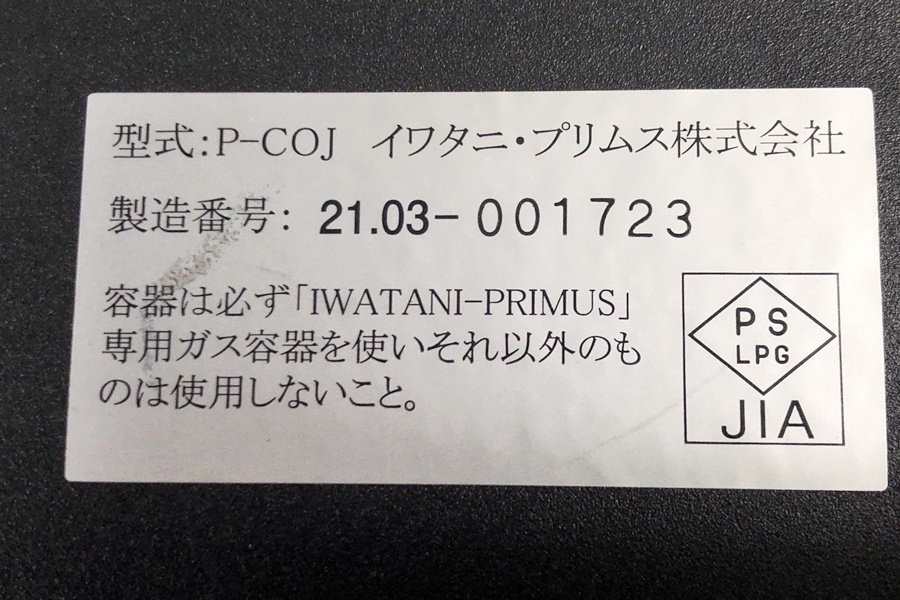 型式:P-COJ イワタニ・プリムス株式会社
製造番号: 21.03-001723
容器は必ず「IWATANI-PRIMUS」
専用ガス容器を使いそれ以外のも
のは使用しないこと。
PS
LPG
JIA